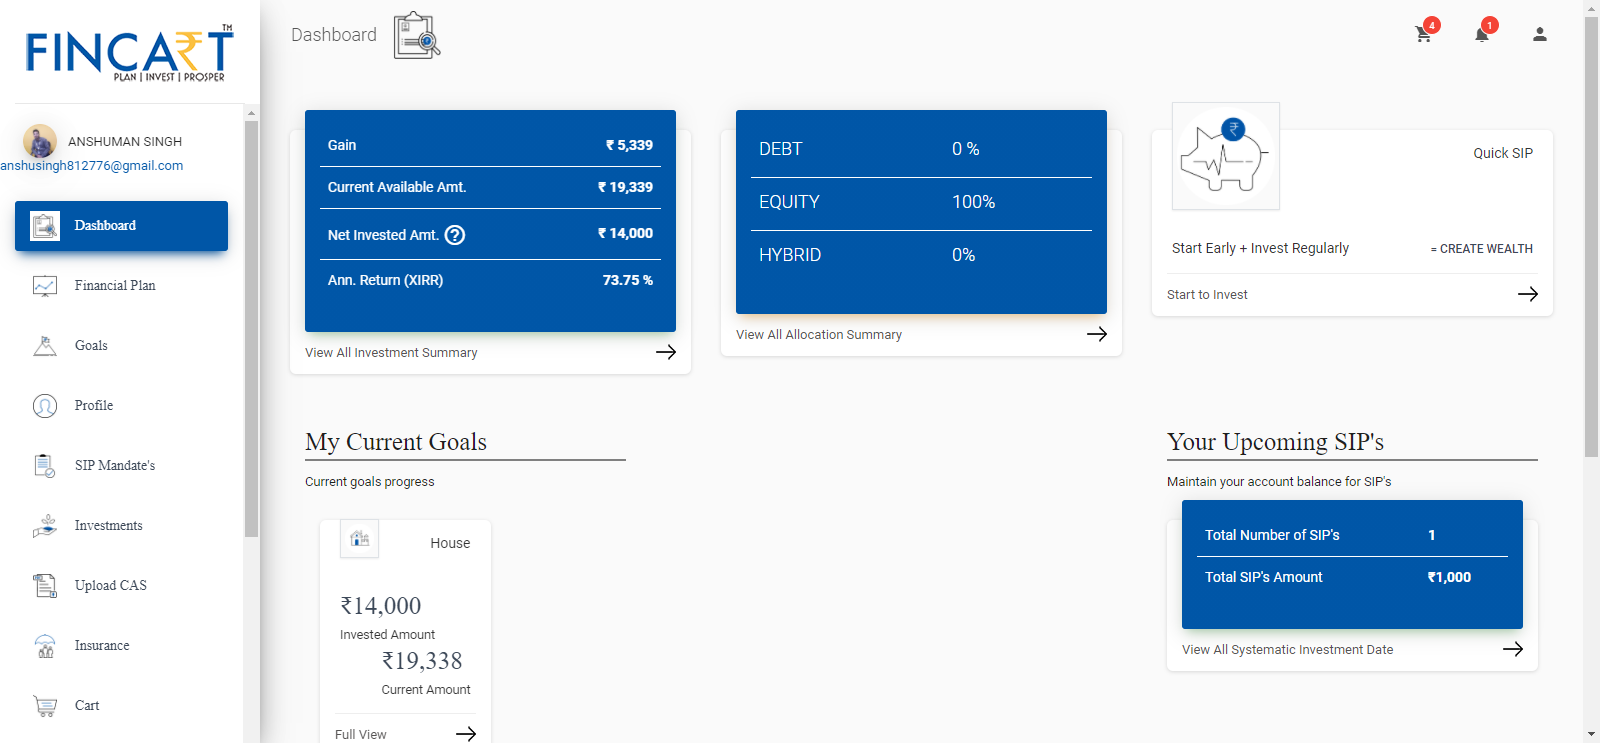 FINCART™
PLAN | INVEST | PROSPER
ANSHUMAN SINGH
anshusingh812776@gmail.com
Dashboard
Financial Plan
Goals
Profile
SIP Mandate's
Investments
Upload CAS
Insurance
Cart
Dashboard
4
1
Gain ₹ 5,339
Current Available Amt. ₹ 19,339
Net Invested Amt. ? ₹ 14,000
Ann. Return (XIRR) 73.75 %
View All Investment Summary
DEBT 0 %
EQUITY 100%
HYBRID 0%
View All Allocation Summary
₹
Quick SIP
Start Early + Invest Regularly = CREATE WEALTH
Start to Invest
My Current Goals
Current goals progress
House
₹14,000
Invested Amount
₹19,338
Current Amount
Full View
Your Upcoming SIP's
Maintain your account balance for SIP's
Total Number of SIP's 1
Total SIP's Amount ₹1,000
View All Systematic Investment Date